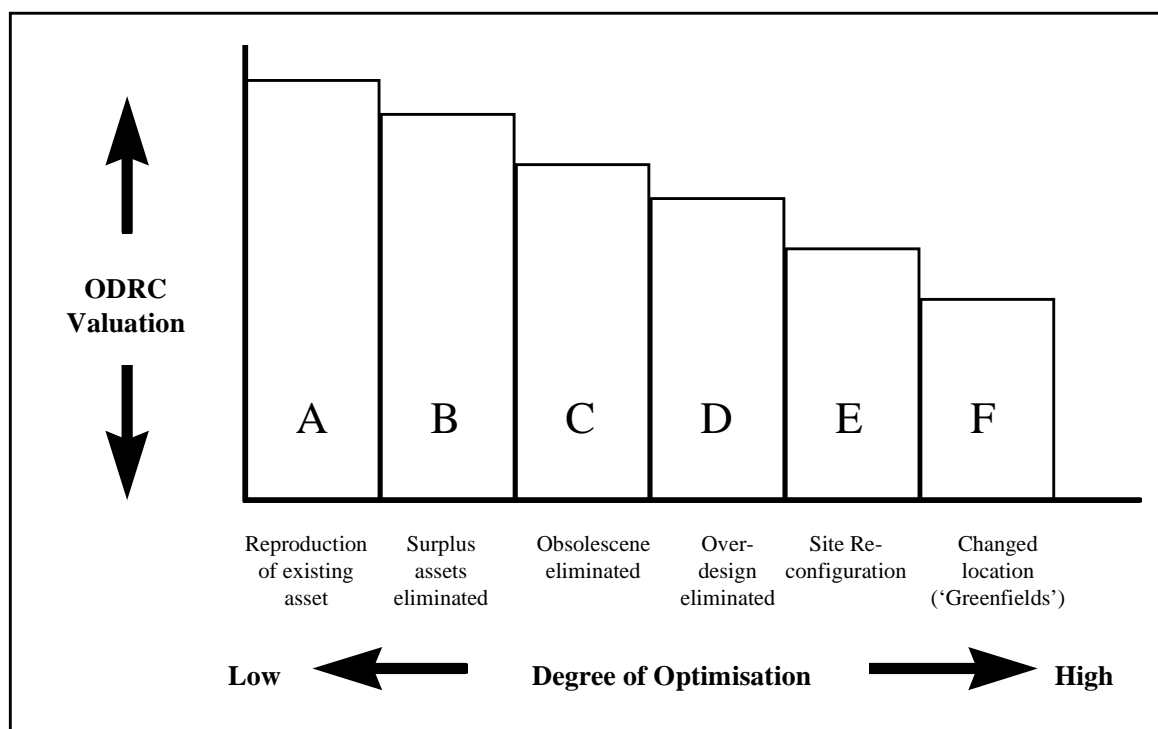 ODRC
Valuation
A
B
C
D
E
F
Reproduction
of existing
asset
Surplus
assets
eliminated
Obsolescene
eliminated
Over-
design
eliminated
Site Re-
configuration
Changed
location
(‘Greenfields’)
Low
Degree of Optimisation
High